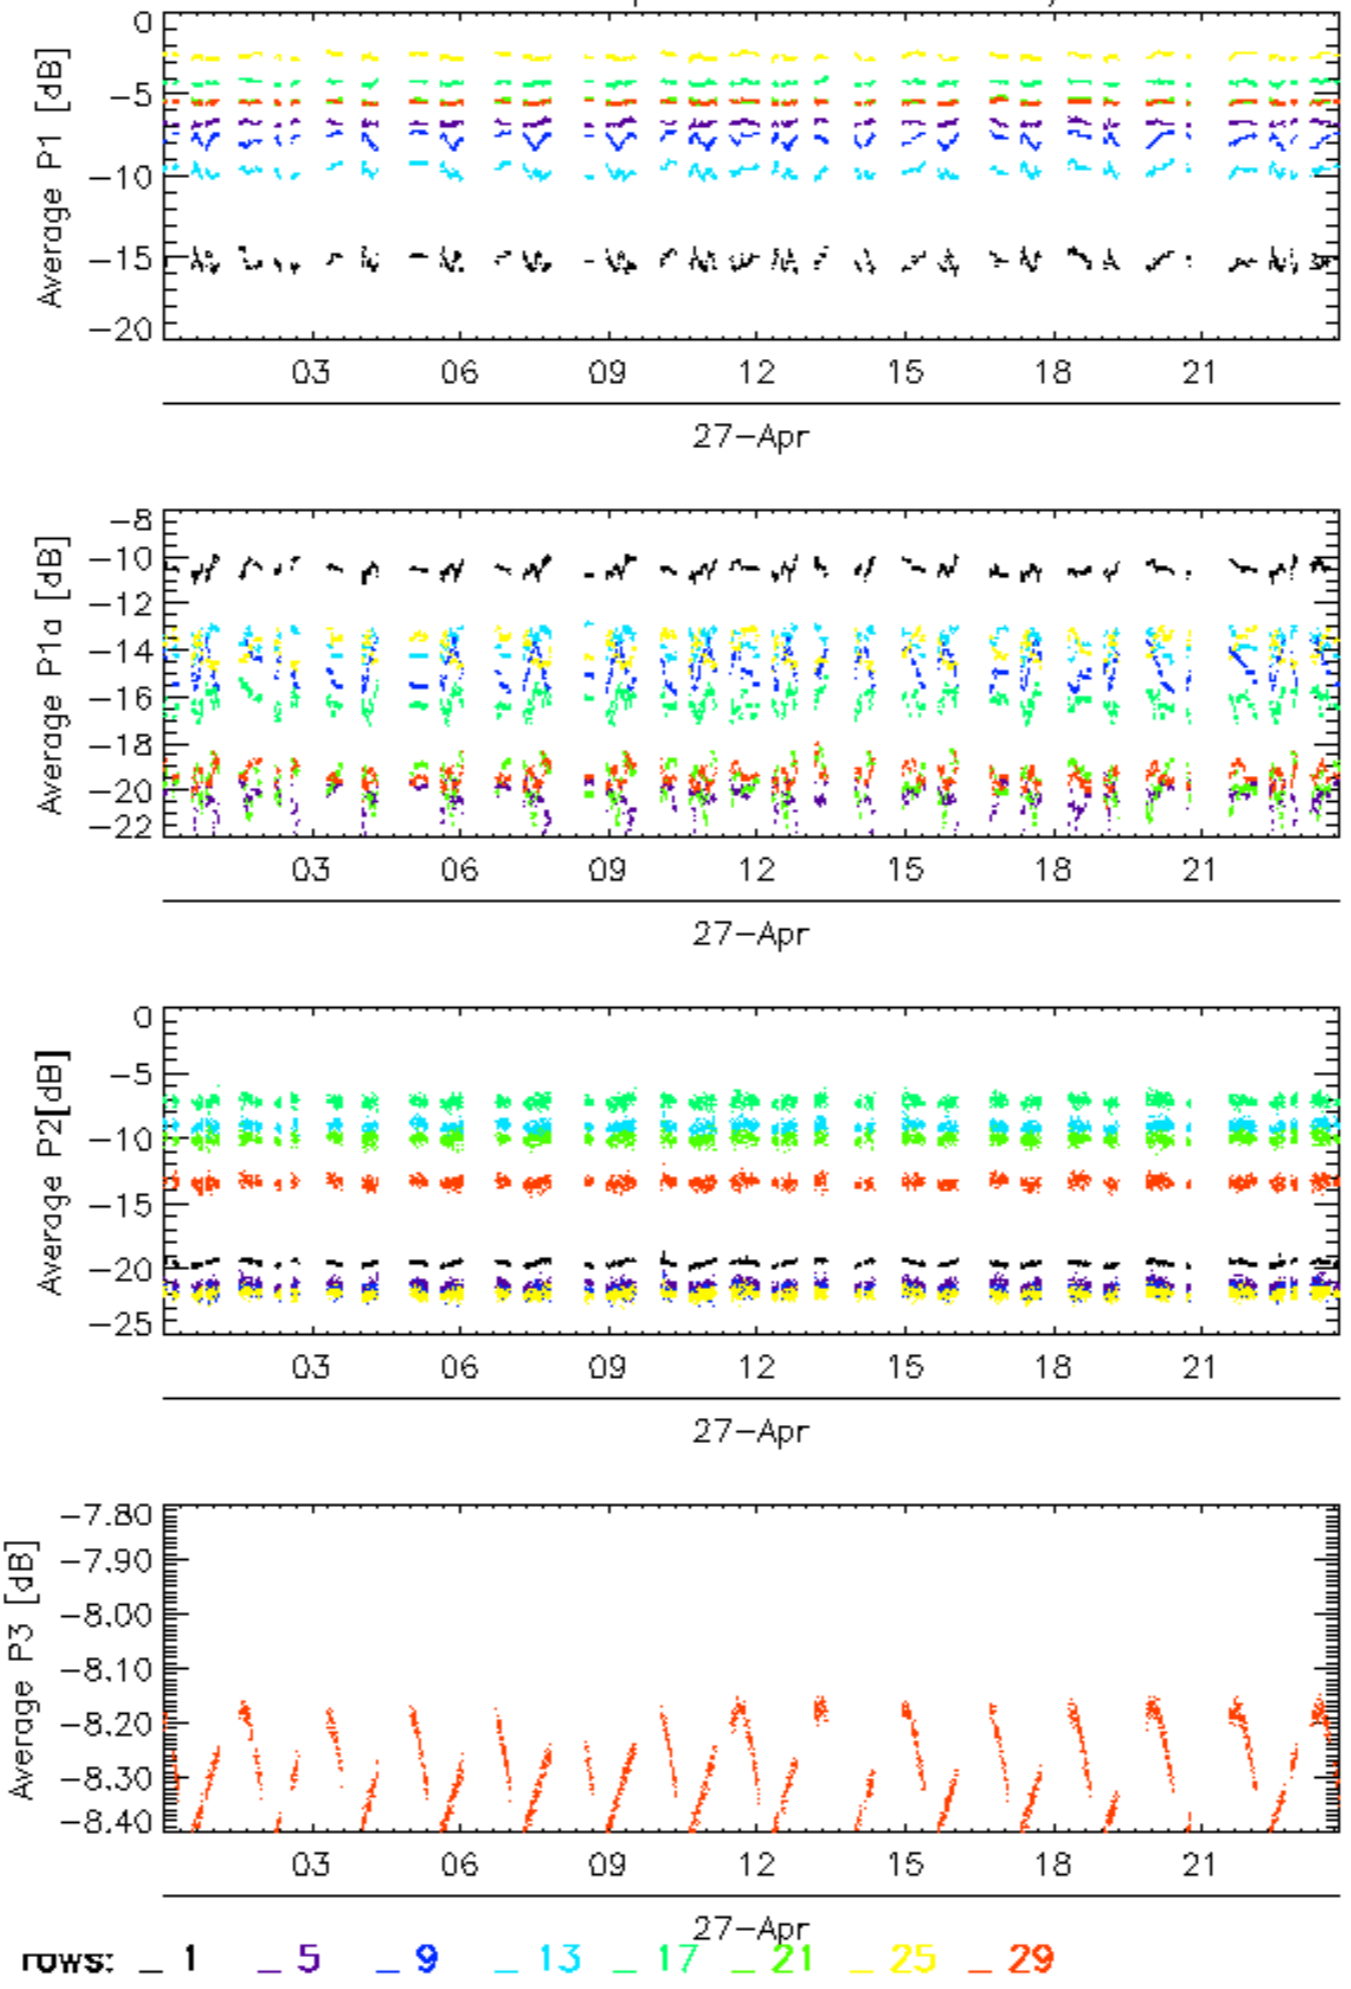 Average P1 [dB]
0
−5
−10
−15
−20
03 06 09 12 15 18 21
27−Apr
Average P1a [dB]
−8
−10
−12
−14
−16
−18
−20
−22
03 06 09 12 15 18 21
27−Apr
Average P2[dB]
0
−5
−10
−15
−20
−25
03 06 09 12 15 18 21
27−Apr
Average P3 [dB]
−7.80
−7.90
−8.00
−8.10
−8.20
−8.30
−8.40
03 06 09 12 15 18 21
27−Apr
rows: _ 1 _ 5 _ 9 _ 13 _ 17 _ 21 _ 25 _ 29